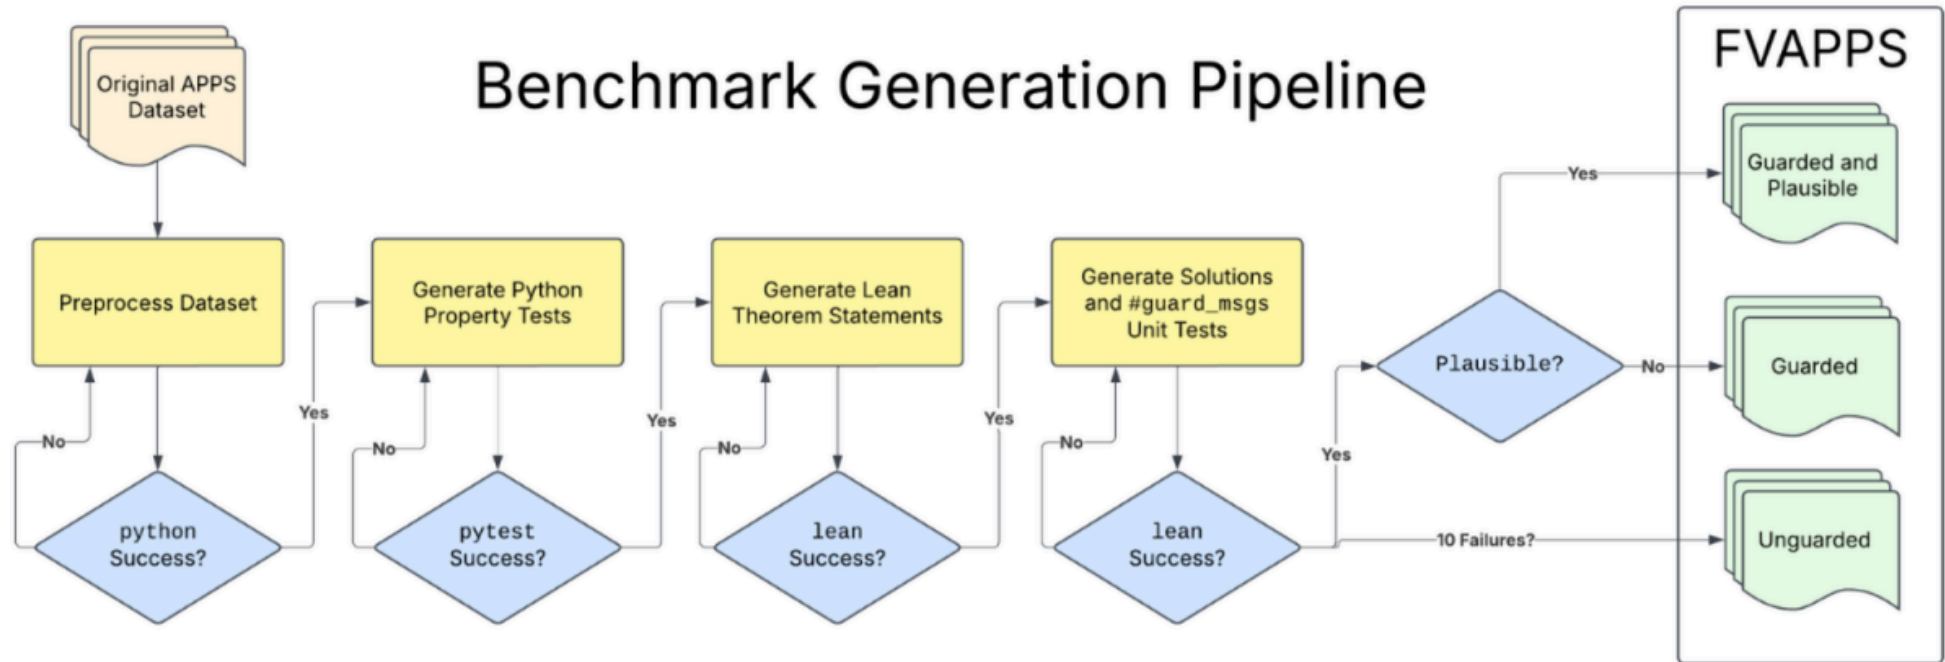 Benchmark Generation Pipeline
Original APPS
Dataset
Preprocess Dataset
No
python
Success?
Yes
Generate Python
Property Tests
No
pytest
Success?
Yes
Generate Lean
Theorem Statements
No
lean
Success?
Yes
Generate Solutions
and #guard_msgs
Unit Tests
No
lean
Success?
Yes
10 Failures?
Plausible?
Yes
No
FVAPPS
Guarded and
Plausible
Guarded
Unguarded